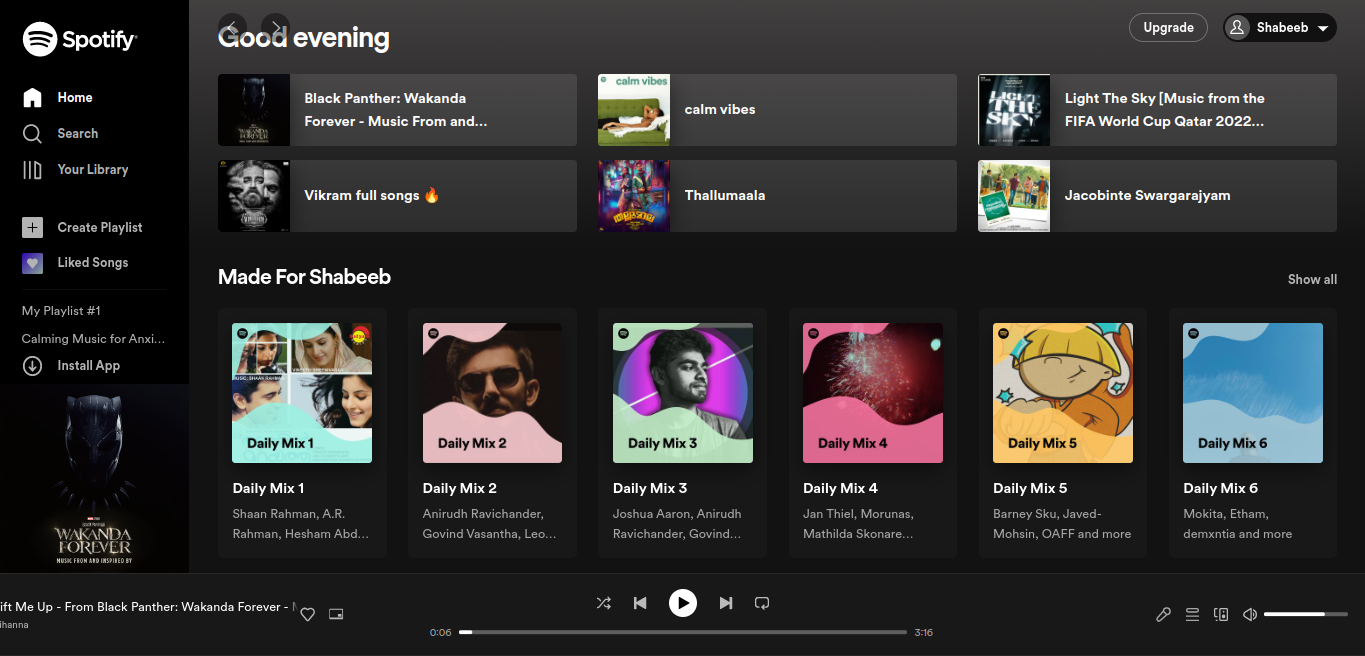 Spotify
Home
Search
Your Library
Create Playlist
Liked Songs
My Playlist #1
Calming Music for Anxi...
Install App
WAKANDA
FOREVER
MUSIC FROM AND INSPIRED BY
Good evening
Upgrade
Shabeeb
Black Panther: Wakanda
Forever - Music From and...
WAKANDA
FOREVER
calm vibes
calm vibes
LIGHT
THE
SKY
Light The Sky [Music from the
FIFA World Cup Qatar 2022...
Vikram full songs 🔥
Thallumaala
Jacobinte Swargarajyam
Made For Shabeeb
Show all
Daily Mix 1
Daily Mix 2
Daily Mix 3
Daily Mix 4
Daily Mix 5
Daily Mix 6
Daily Mix 1
Shaan Rahman, A.R.
Rahman, Hesham Abd...
Daily Mix 2
Anirudh Ravichander,
Govind Vasantha, Leo...
Daily Mix 3
Joshua Aaron, Anirudh
Ravichander, Govind...
Daily Mix 4
Jan Thiel, Morunas,
Mathilda Skonare...
Daily Mix 5
Barney Sku, Javed-
Mohsin, OAFF and more
Daily Mix 6
Mokita, Etham,
demxntia and more
ift Me Up - From Black Panther: Wakanda Forever -
ihanna
0:06
3:16